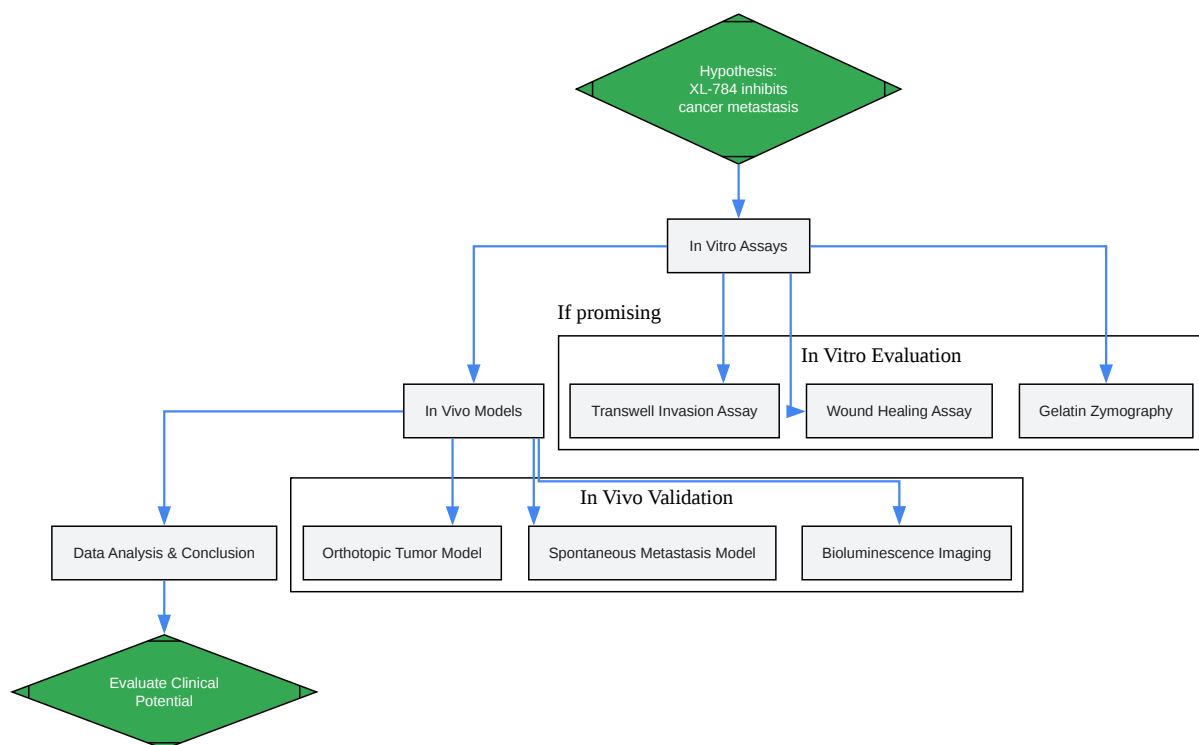 Hypothesis:
XL-784 inhibits
cancer metastasis
In Vitro Assays
If promising
In Vitro Evaluation
In Vivo Models
Transwell Invasion Assay
Wound Healing Assay
Gelatin Zymography
In Vivo Validation
Data Analysis & Conclusion
Orthotopic Tumor Model
Spontaneous Metastasis Model
Bioluminescence Imaging
Evaluate Clinical
Potential